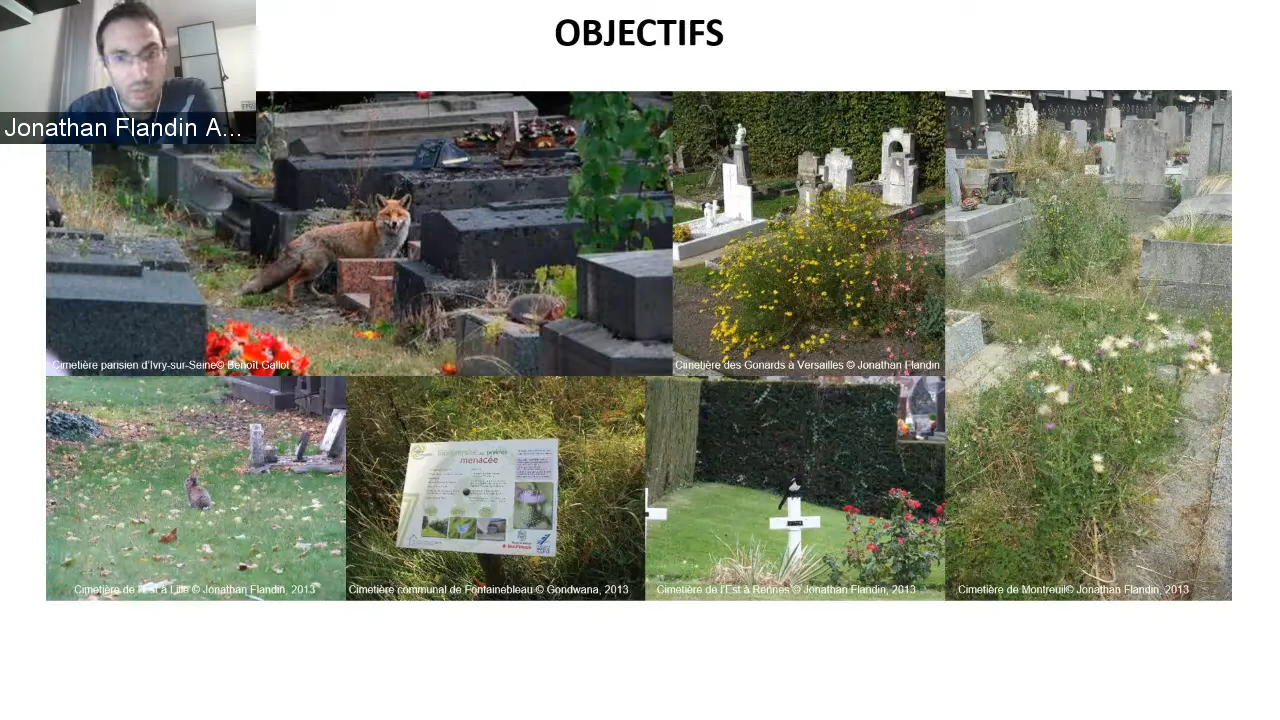 OBJECTIFS
Jonathan Flandin A...
Cimetière parisien d'Ivry-sur-Seine© Benoît Gallot
Cimetière des Gonards à Versailles © Jonathan Flandin
menacée
Cimetière de l'Est à Lille © Jonathan Flandin, 2013
Cimetière communal de Fontainebleau © Gondwana, 2013
Cimetière de l'Est à Rennes © Jonathan Flandin, 2013
Cimetière de Montreuil© Jonathan Flandin, 2013